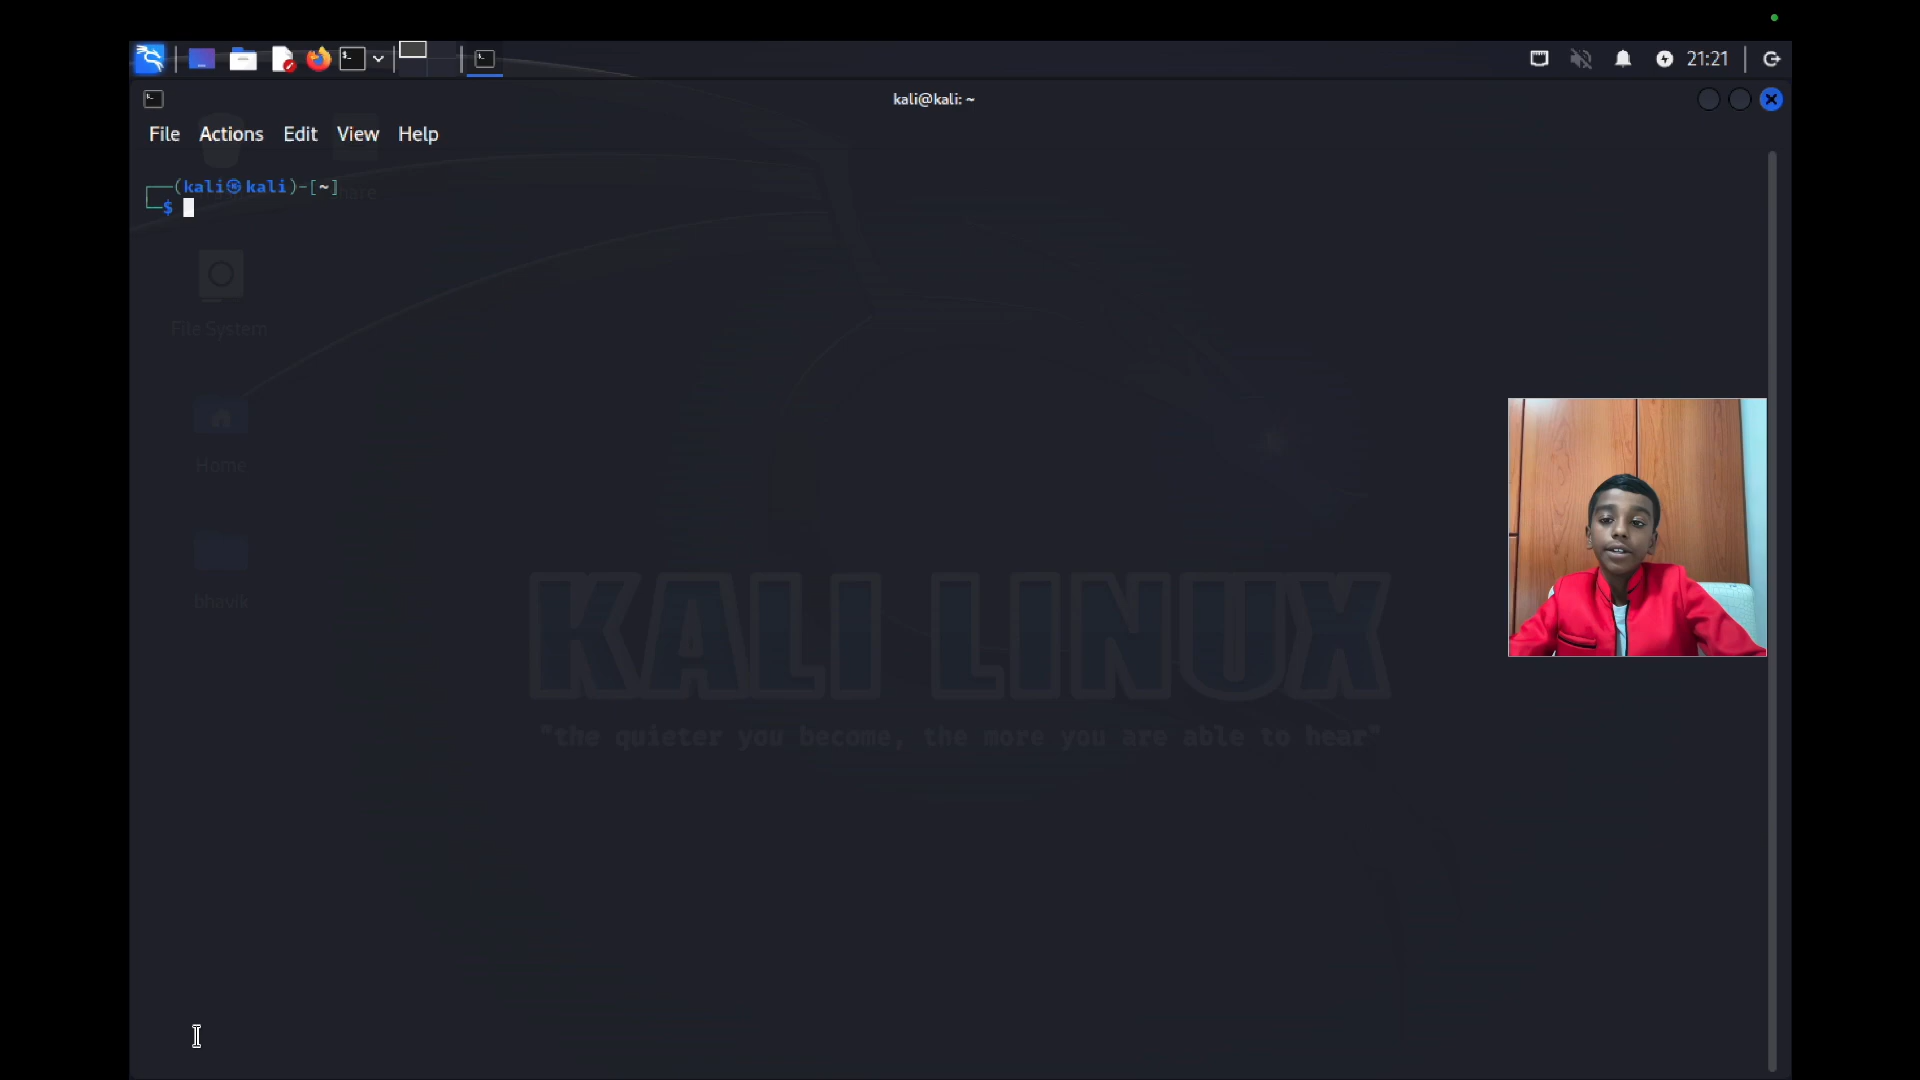 21:21
kali@kali: ~
File Actions Edit View Help
┌──(kali㉿kali)-[~]
└─$
File System
Home
bhavik
KALI LINUX
"the quieter you become, the more you are able to hear"